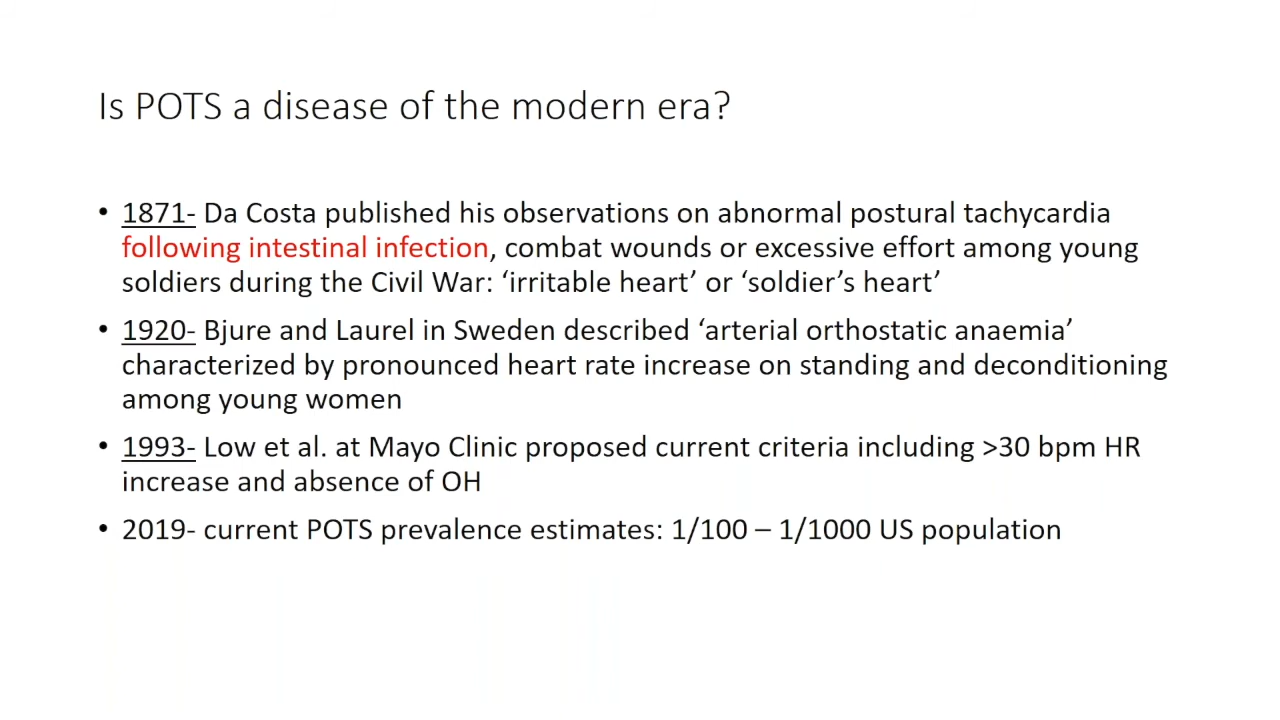 Is POTS a disease of the modern era?
• 1871- Da Costa published his observations on abnormal postural tachycardia
following intestinal infection, combat wounds or excessive effort among young
soldiers during the Civil War: ‘irritable heart’ or ‘soldier’s heart’
• 1920- Bjure and Laurel in Sweden described ‘arterial orthostatic anaemia’
characterized by pronounced heart rate increase on standing and deconditioning
among young women
• 1993- Low et al. at Mayo Clinic proposed current criteria including >30 bpm HR
increase and absence of OH
• 2019- current POTS prevalence estimates: 1/100 – 1/1000 US population